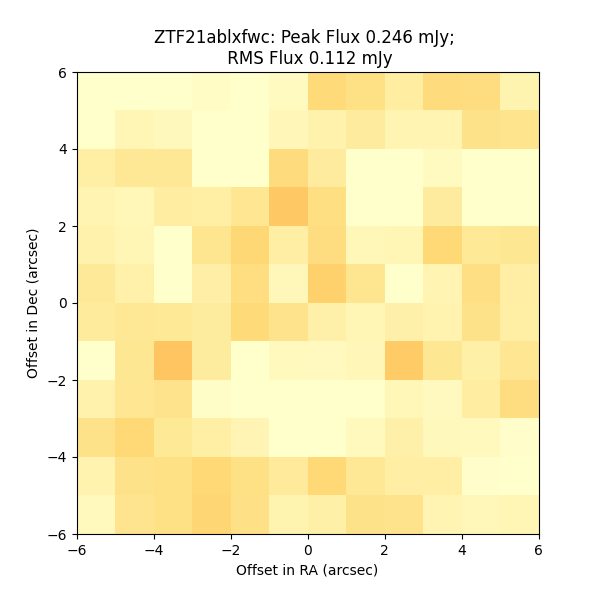 ZTF21ablxfwc: Peak Flux 0.246 mJy;
RMS Flux 0.112 mJy
6
4
2
0
−2
−4
−6
Offset in Dec (arcsec)
−6 −4 −2 0 2 4 6
Offset in RA (arcsec)